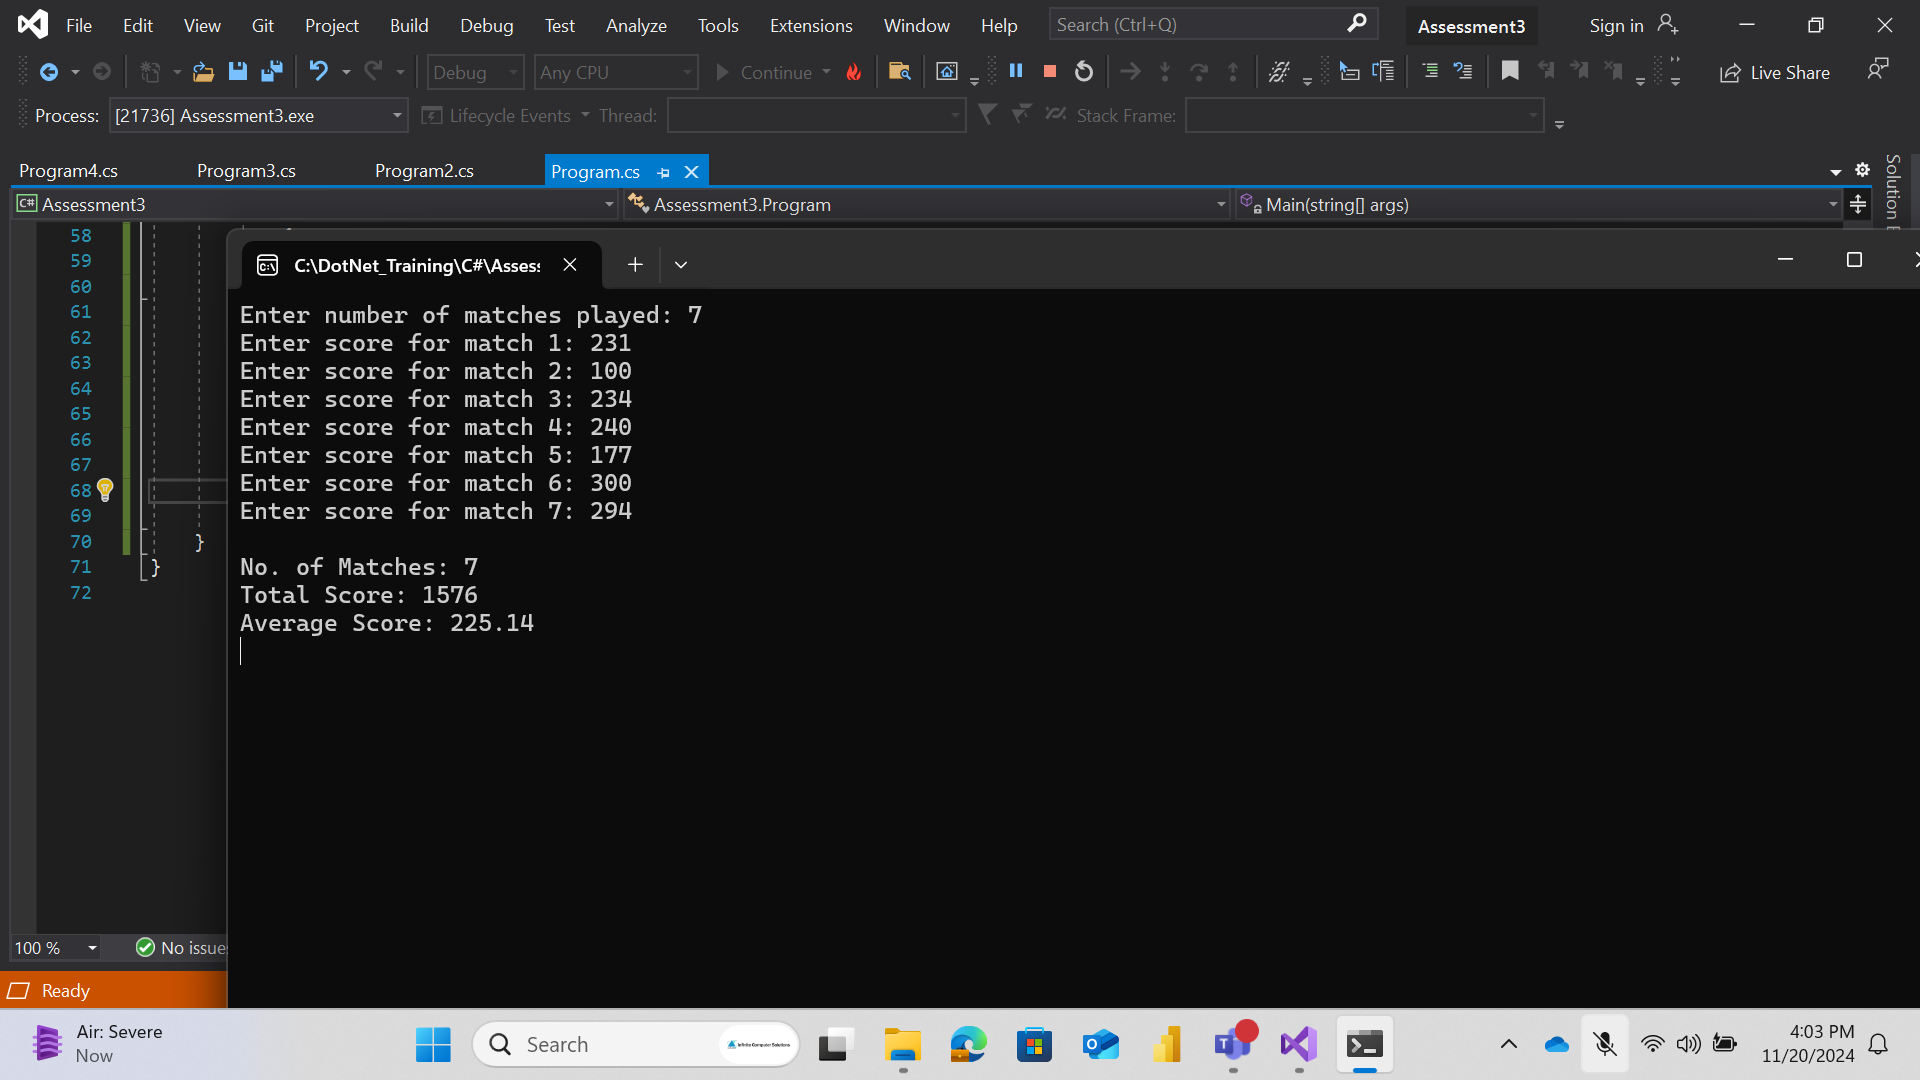 File Edit View Git Project Build Debug Test Analyze Tools Extensions Window Help Search (Ctrl+Q) Assessment3 Sign in
Debug Any CPU Continue Live Share
Process: [21736] Assessment3.exe Lifecycle Events Thread: Stack Frame:
Program4.cs Program3.cs Program2.cs Program.cs
Solution
C# Assessment3 Assessment3.Program Main(string[] args)
58
59
60
61
62
63
64
65
66
67
68
69
70 }
71 }
72
C:\DotNet_Training\C#\Assess
Enter number of matches played: 7
Enter score for match 1: 231
Enter score for match 2: 100
Enter score for match 3: 234
Enter score for match 4: 240
Enter score for match 5: 177
Enter score for match 6: 300
Enter score for match 7: 294
No. of Matches: 7
Total Score: 1576
Average Score: 225.14
100 % No issue
Ready
Air: Severe
Now
Search
Infinite Computer Solutions
4:03 PM
11/20/2024